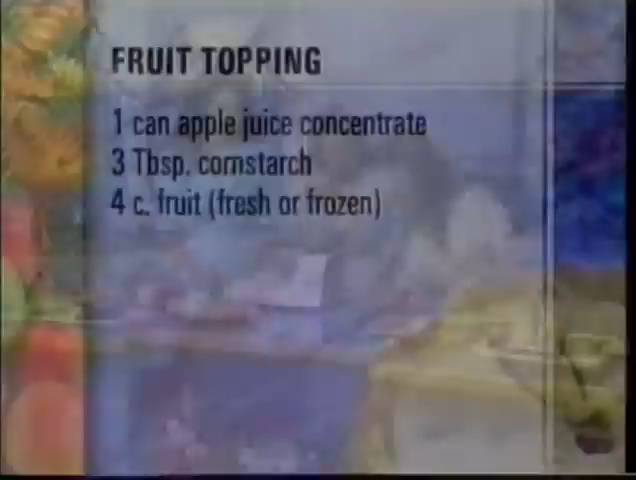 FRUIT TOPPING
1 can apple juice concentrate
3 Tbsp. cornstarch
4 c. fruit (fresh or frozen)